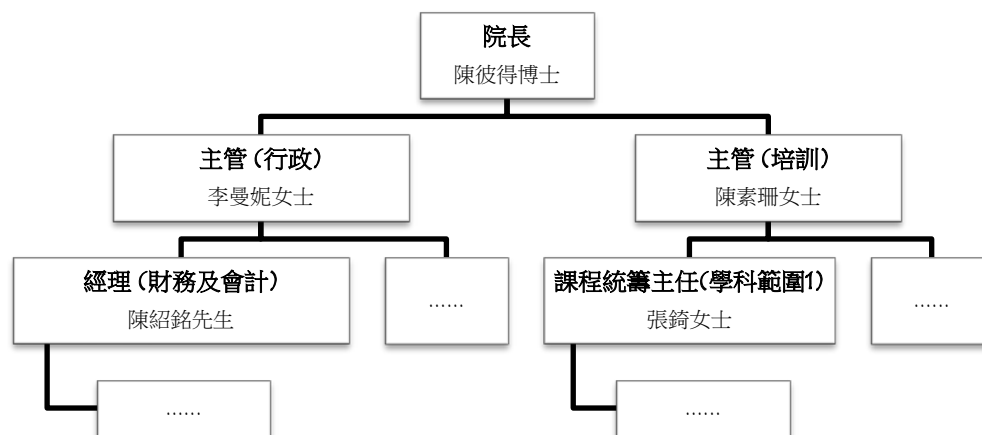 院長
陳彼得博士
主管 (行政)
李曼妮女士
主管 (培訓)
陳素珊女士
經理 (財務及會計)
陳紹銘先生
……
課程統籌主任(學科範圍1)
張錡女士
……
……
……